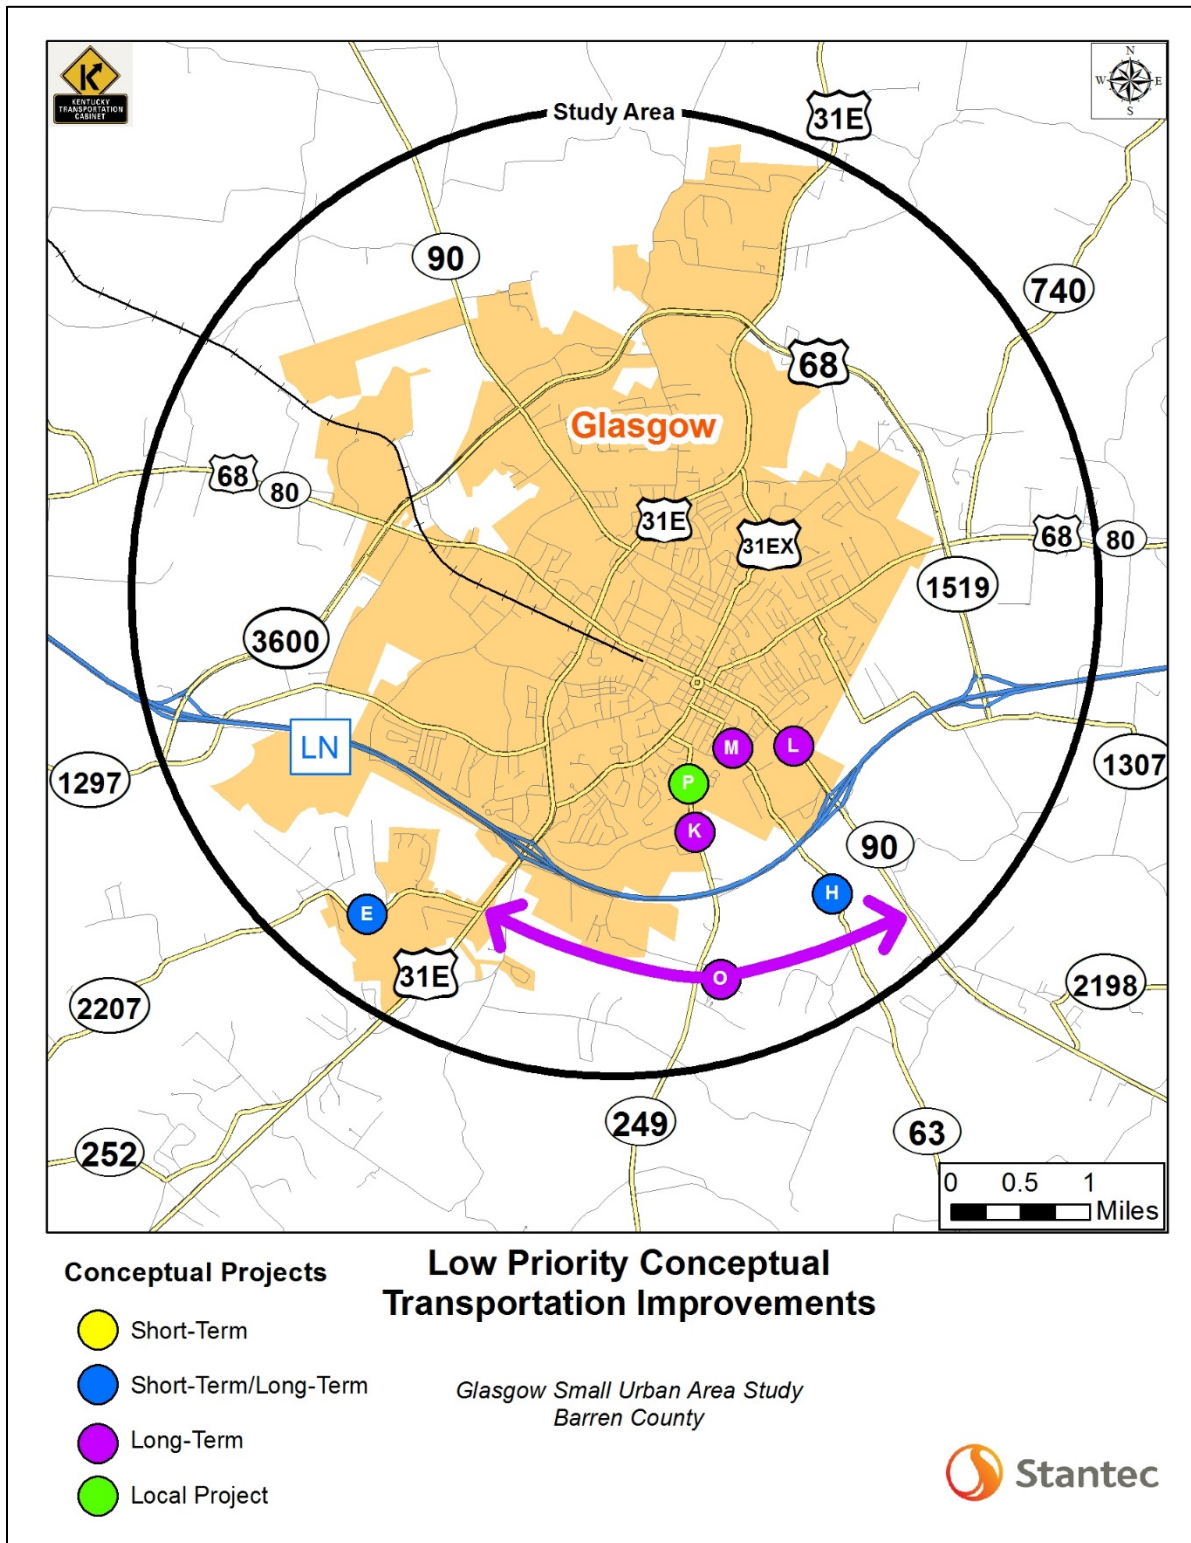 KENTUCKY
TRANSPORTATION
CABINET
N
W E
S
Study Area
31E
90
740
68
Glasgow
68
80
31E
31EX
68
80
1519
3600
LN
M
L
1297
1307
P
K
90
E
H
31E
O
2198
2207
249
63
252
0 0.5 1
Miles
Conceptual Projects
Short-Term
Short-Term/Long-Term
Long-Term
Local Project
Low Priority Conceptual
Transportation Improvements
Glasgow Small Urban Area Study
Barren County
Stantec